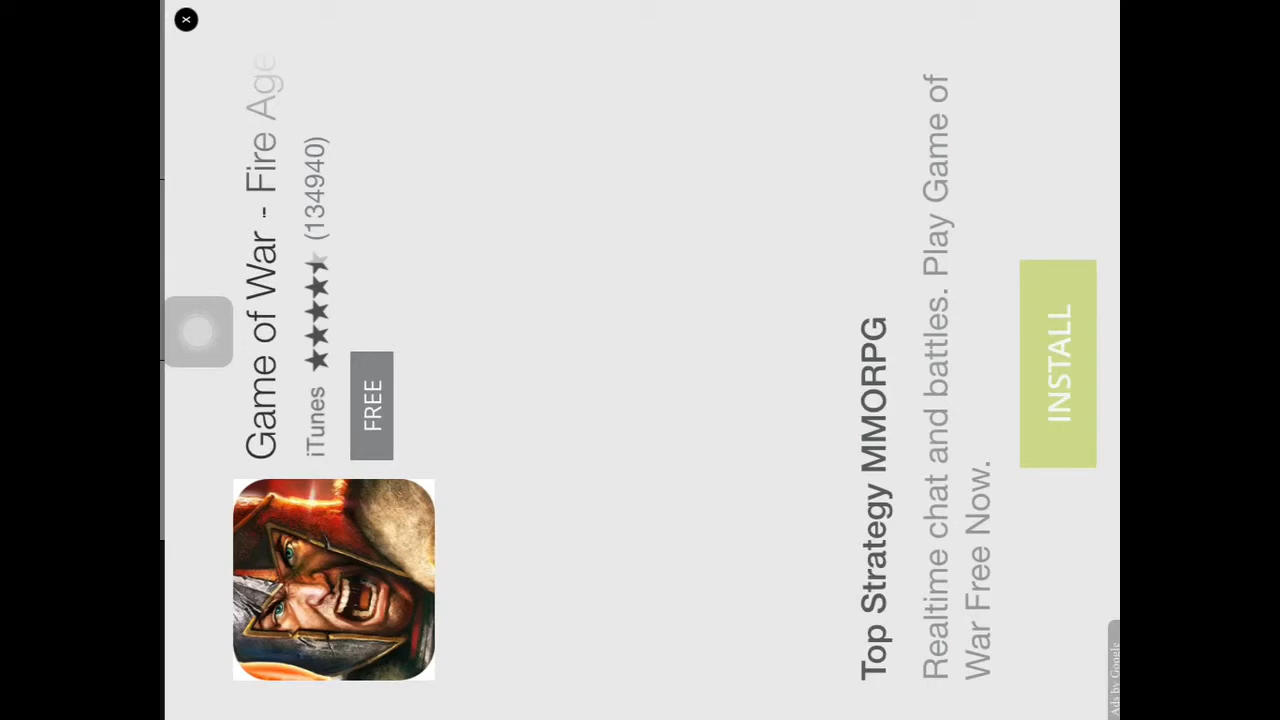 x
Game of War - Fire Age
iTunes ★★★★⯨ (134940)
FREE
Top Strategy MMORPG
Realtime chat and battles. Play Game of
War Free Now.
INSTALL
Ads by Google